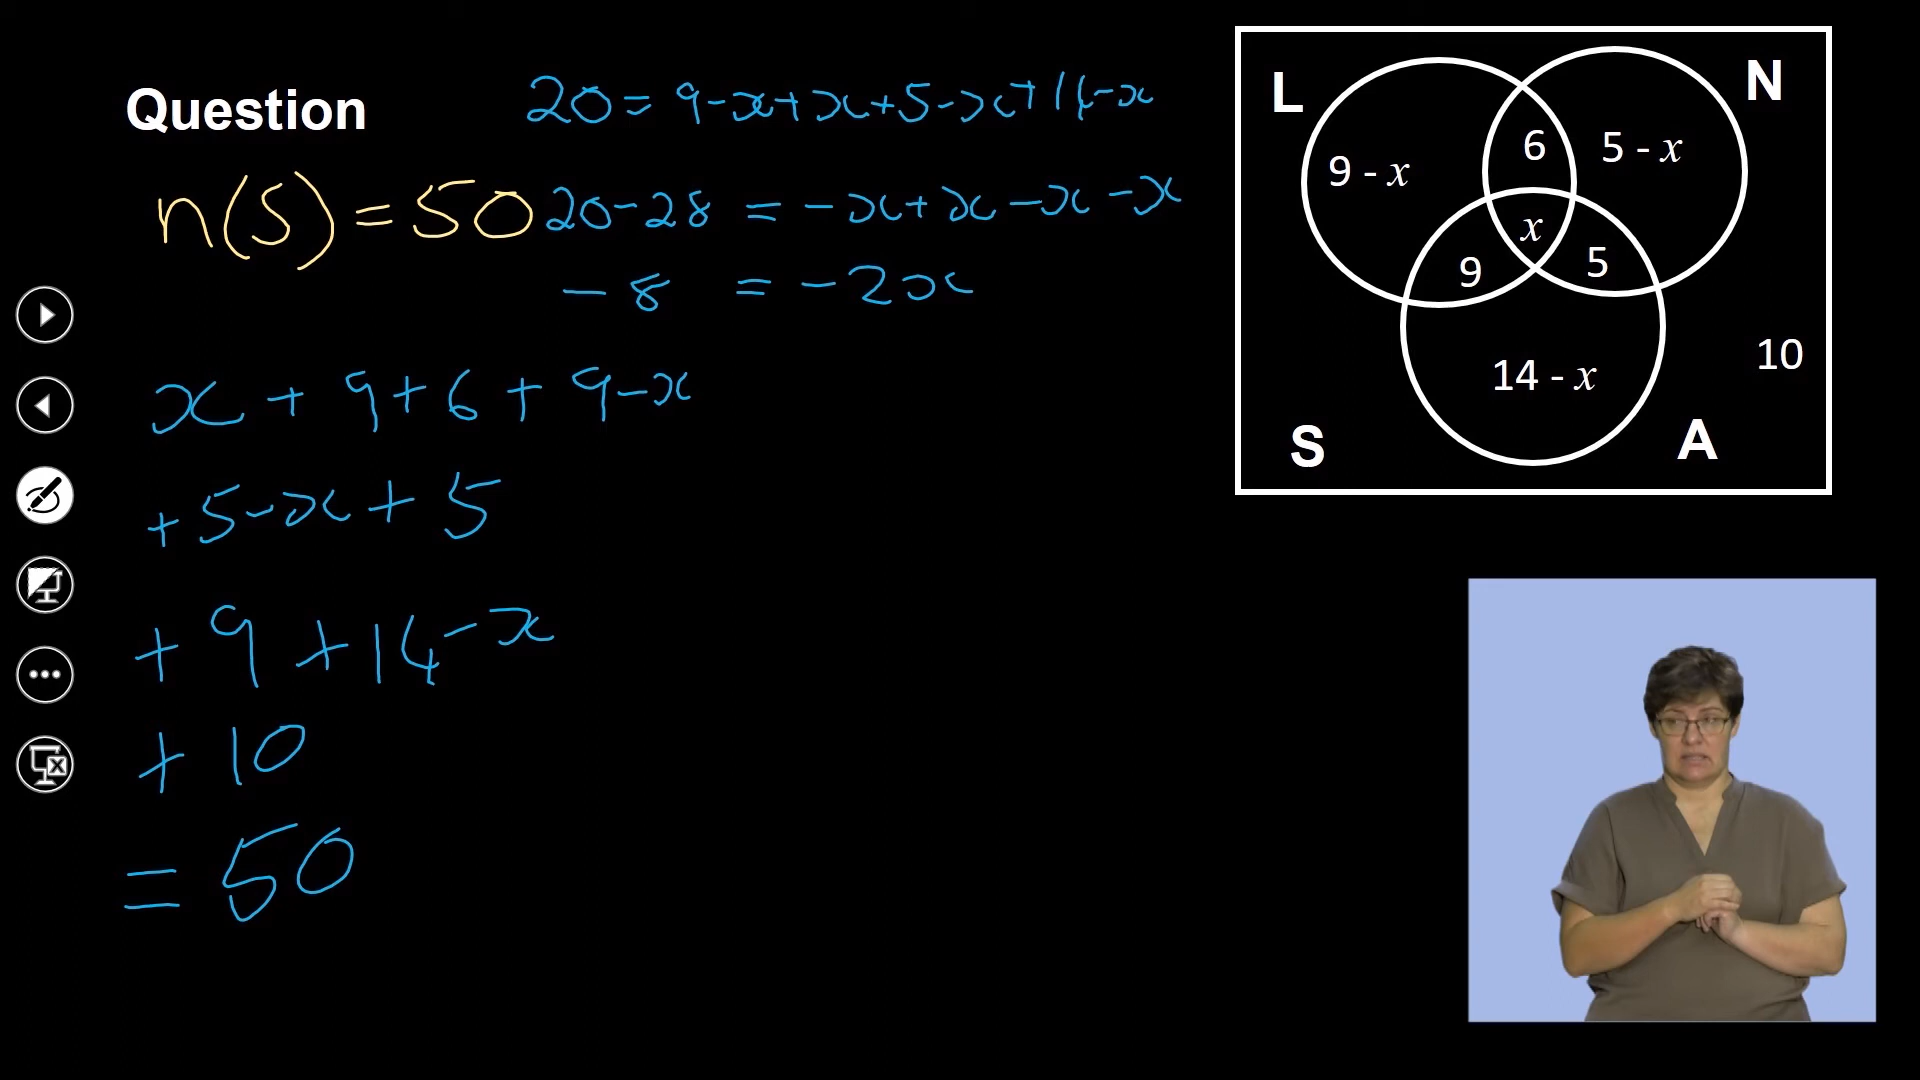 Question
20 = 9-x+x+5-x+14-x
n(S) = 50
20-28 = -x+x-x-x
-8 = -2x
x + 9 + 6 + 9-x
+5-x+5
+9+14-x
+10
= 50
L
N
6
5 - x
9 - x
x
9
5
10
14 - x
S
A